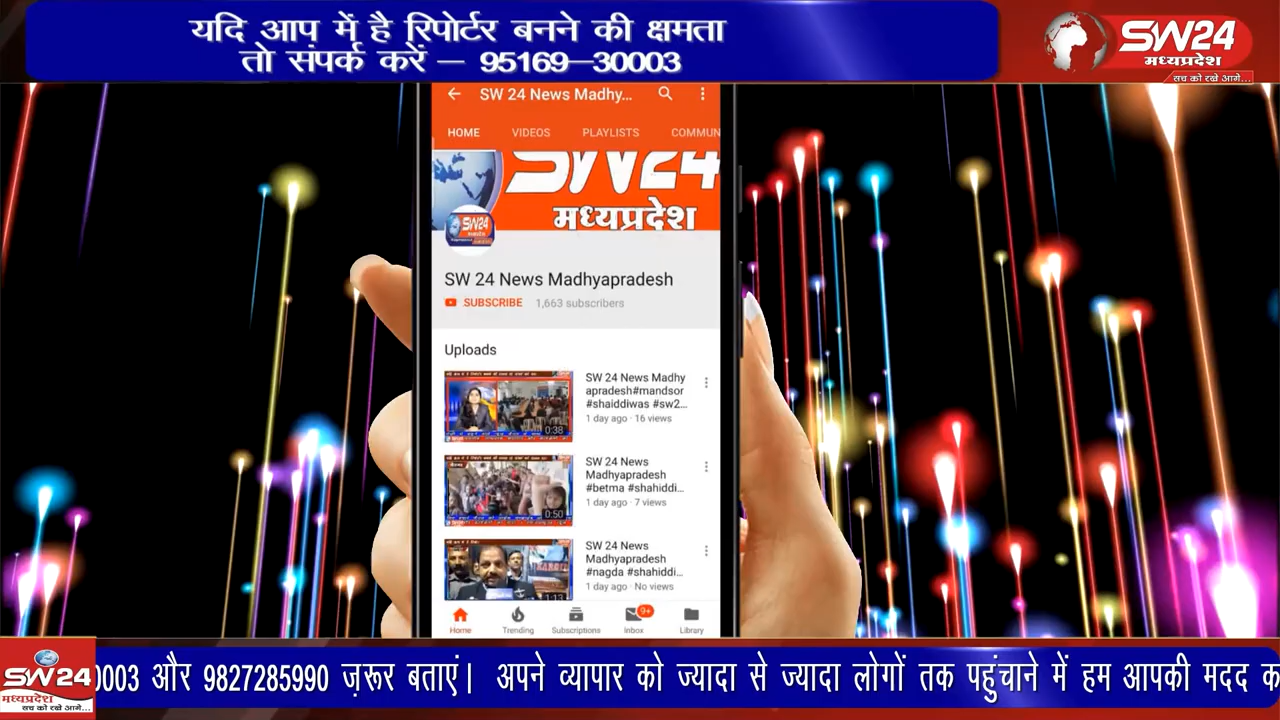 यदि आप में है रिपोर्टर बनने की क्षमता
तो संपर्क करें – 95169–30003
SW24
मध्यप्रदेश
सच को रखे आगे...
SW 24 News Madhy...
HOME VIDEOS PLAYLISTS COMMUN
SW24
मध्यप्रदेश
SW24
SW 24 News Madhyapradesh
SUBSCRIBE 1,663 subscribers
Uploads
SW 24 News Madhy
apradesh#mandsor
#shaiddiwas #sw2...
1 day ago · 16 views
0:38
SW 24 News
Madhyapradesh
#betma #shahiddi...
1 day ago · 7 views
0:50
SW 24 News
Madhyapradesh
#nagda #shahiddi...
1 day ago · No views
1:13
Home Trending Subscriptions Inbox 9+ Library
SW24
मध्यप्रदेश
सच को रखे आगे...
0003 और 9827285990 ज़रूर बताएं| अपने व्यापार को ज्यादा से ज्यादा लोगों तक पहुंचाने में हम आपकी मदद क